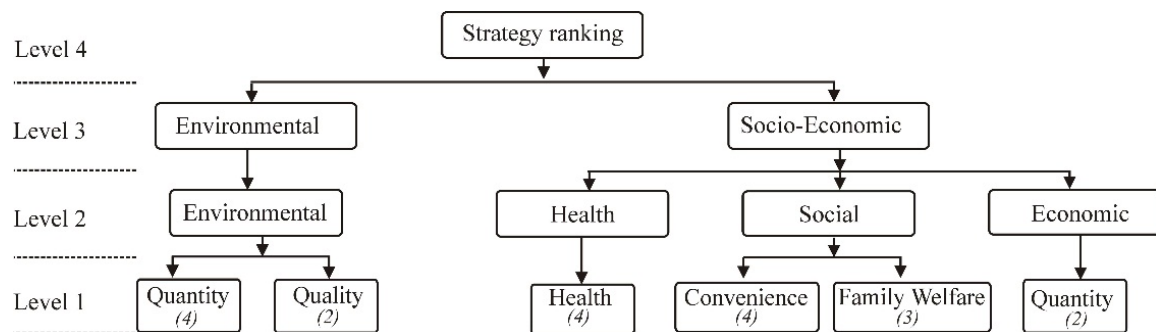 Strategy ranking
Level 4
Level 3
Environmental
Socio-Economic
Level 2
Environmental
Health
Social
Economic
Level 1
Quantity
(4)
Quality
(2)
Health
(4)
Convenience
(4)
Family Welfare
(3)
Quantity
(2)